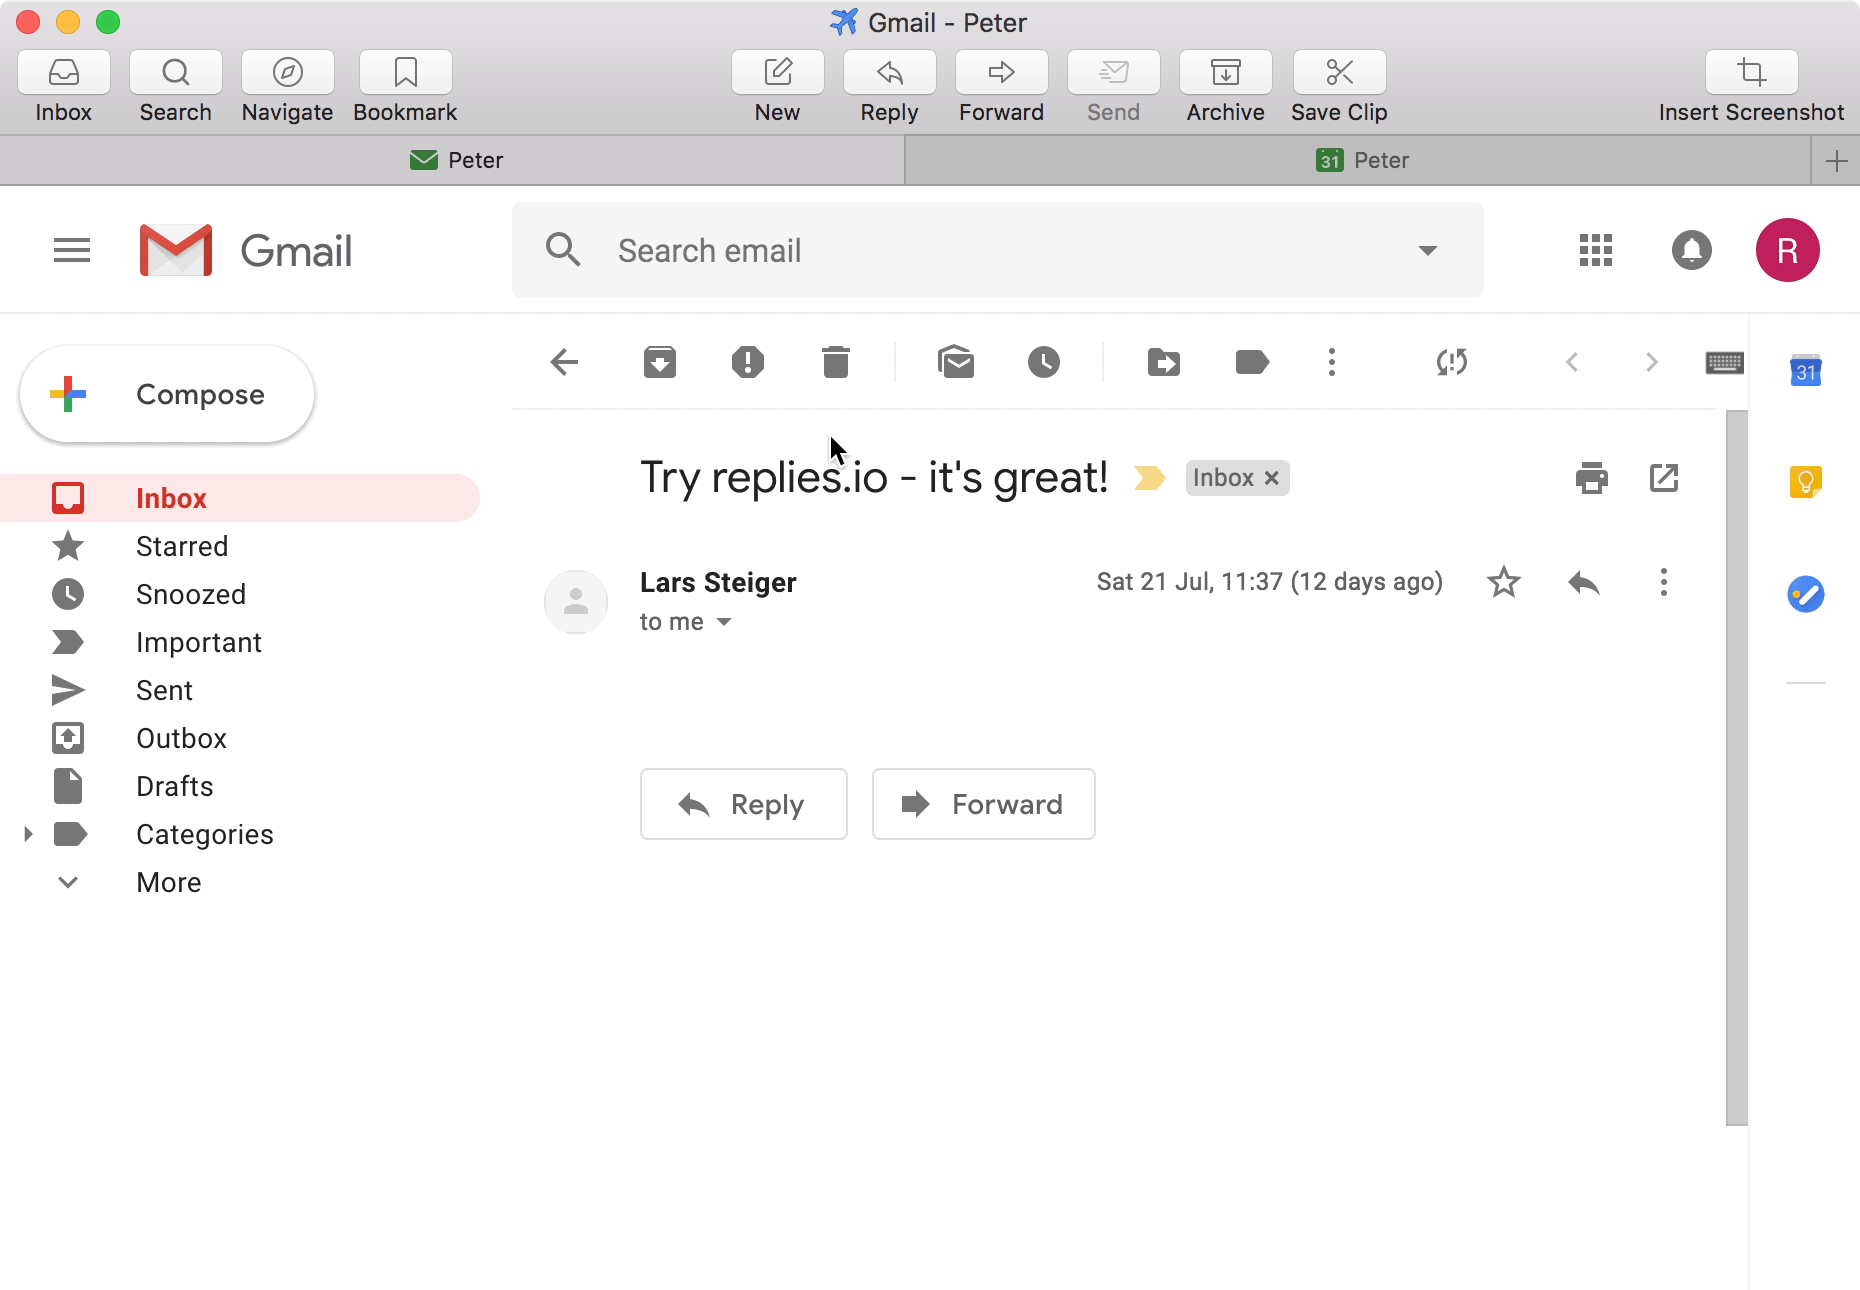 Gmail - Peter
Inbox Search Navigate Bookmark New Reply Forward Send Archive Save Clip Insert Screenshot
Peter 31 Peter
Gmail Search email R
Compose
31
Try replies.io - it's great! Inbox
Inbox
Starred
Lars Steiger Sat 21 Jul, 11:37 (12 days ago)
Snoozed
to me
Important
Sent
Outbox
Drafts
Reply Forward
Categories
More